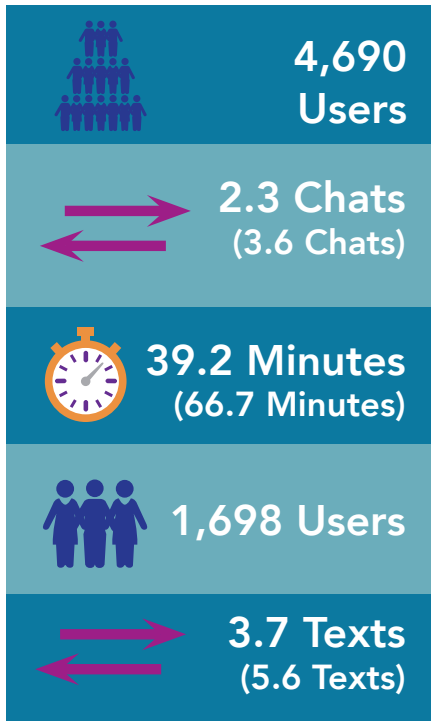 4,690
Users
2.3 Chats
(3.6 Chats)
39.2 Minutes
(66.7 Minutes)
1,698 Users
3.7 Texts
(5.6 Texts)